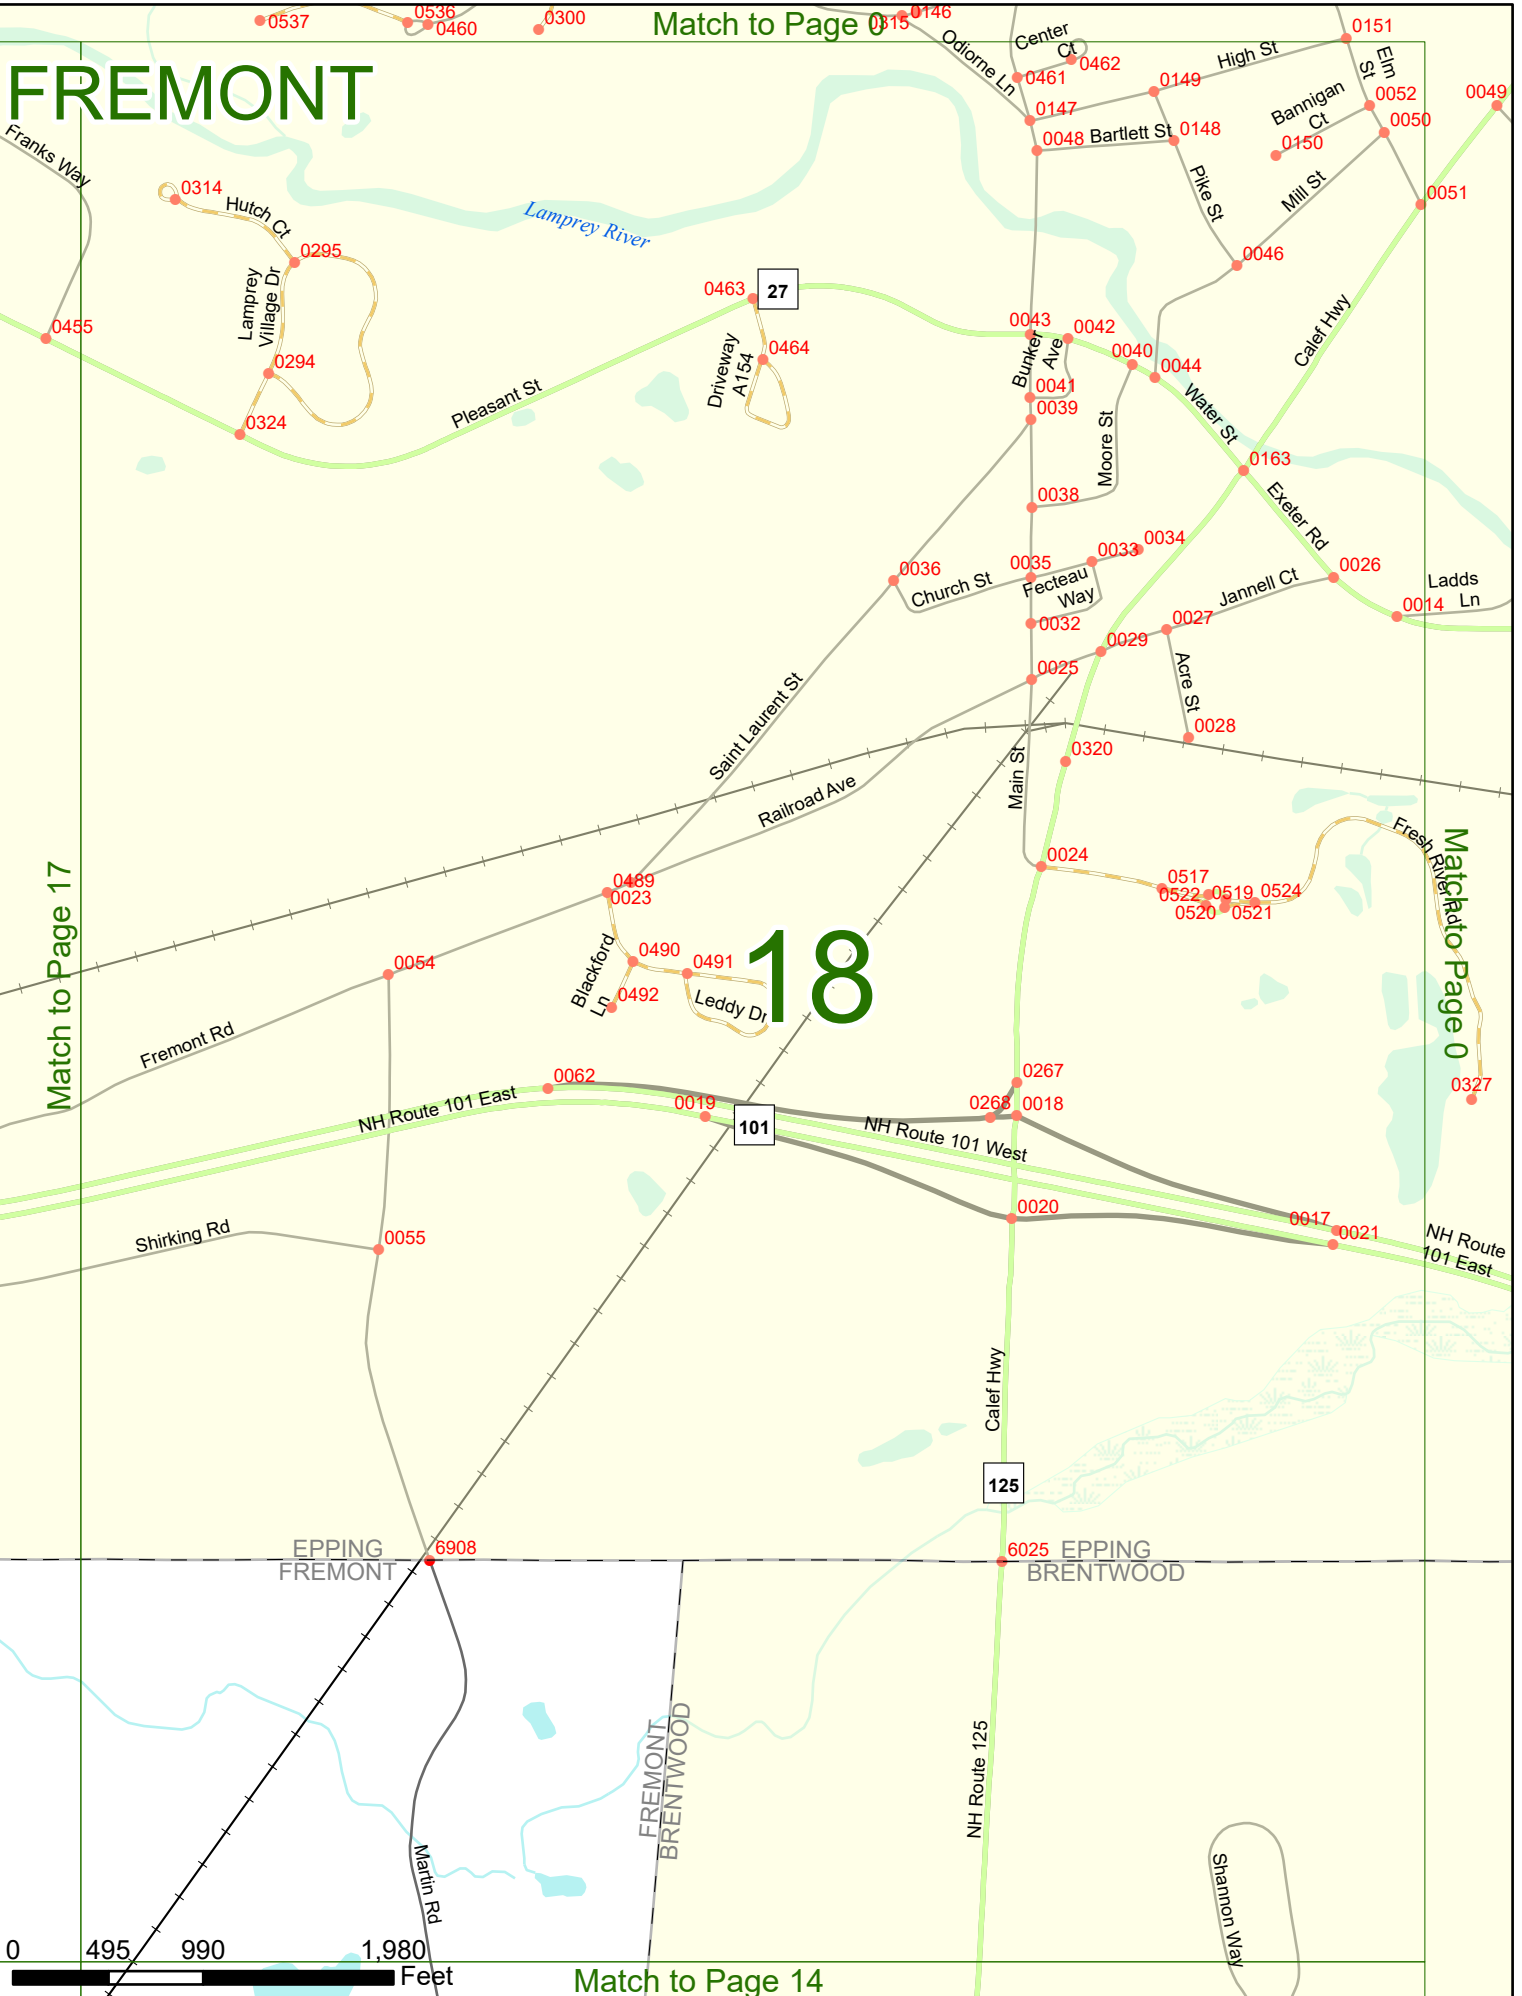 0537
0536
0460
0300
Match to Page 0
0315
0146
Odiorne Ln
Center
Ct
0462
0461
High St
0151
Elm
St
FREMONT
0149
0147
Bannigan
Ct
0052
0049
0050
0048
Bartlett St
0148
0150
Franks Way
0314
Hutch Ct
Pike St
Mill St
0051
Lamprey River
0295
Lamprey
Village Dr
0046
0463
27
0455
0294
0464
Driveway
A154
0043
0042
Bunker
Ave
0040
0044
Calef Hwy
0041
0039
Water St
Pleasant St
0324
Moore St
0163
0038
Exeter Rd
0036
Church St
0035
0033
0034
Fecteau
Way
0032
Jannell Ct
0026
Ladds
Ln
0014
0027
0029
0025
Acre St
Saint Laurent St
0028
0320
Main St
Railroad Ave
0024
Fresh River Rd
Match to Page 17
Match to Page 0
0489
0023
0517
0522
0519
0524
0520
0521
0054
0490
0491
Blackford
Ln
0492
Leddy Dr
18
Fremont Rd
0062
0267
0327
NH Route 101 East
0019
101
0268
0018
NH Route 101 West
0020
0017
0021
NH Route
101 East
Shirking Rd
0055
Calef Hwy
125
EPPING
FREMONT
6908
6025
EPPING
BRENTWOOD
FREMONT
BRENTWOOD
NH Route 125
Martin Rd
Shannon Way
0
495
990
1,980
Feet
Match to Page 14